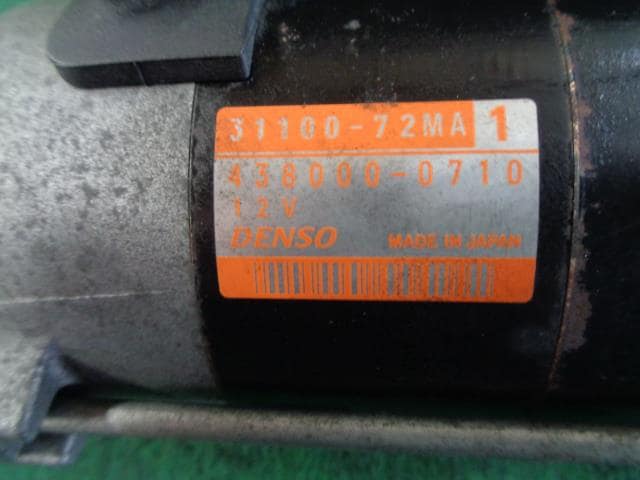 31100-72MA 1
438000-0710
12V
DENSO MADE IN JAPAN